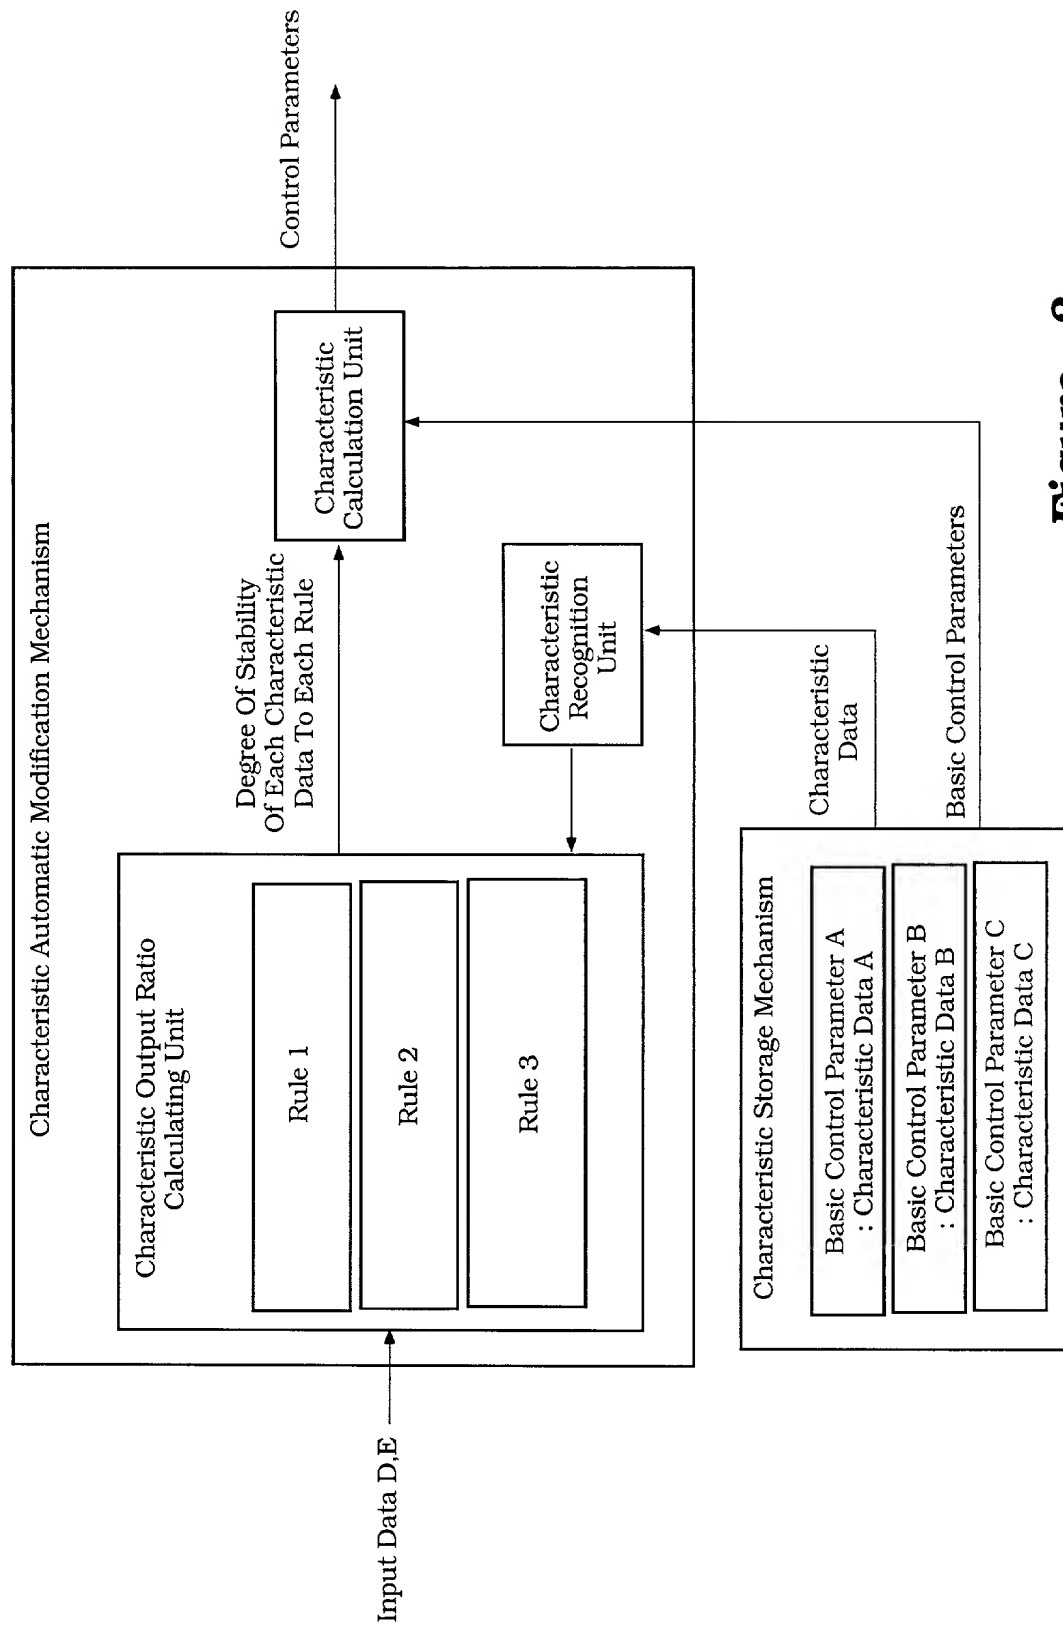 Characteristic Automatic Modification Mechanism
Characteristic Output Ratio
Calculating Unit
Rule 1
Rule 2
Rule 3
Input Data D,E
Degree Of Stability
Of Each Characteristic
Data To Each Rule
Characteristic
Calculation Unit
Control Parameters
Characteristic
Recognition
Unit
Characteristic Storage Mechanism
Basic Control Parameter A
: Characteristic Data A
Basic Control Parameter B
: Characteristic Data B
Basic Control Parameter C
: Characteristic Data C
Characteristic
Data
Basic Control Parameters
Figure